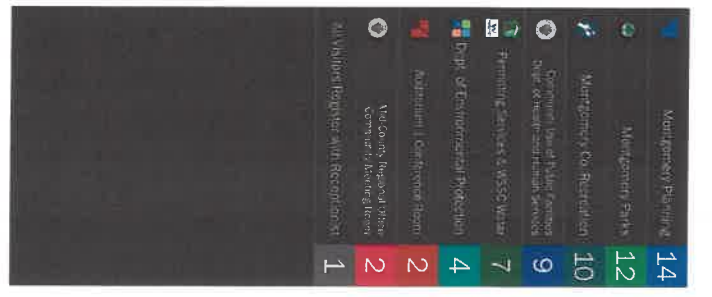 Montgomery Planning 14
Montgomery Parks 12
Montgomery Co. Recreation 10
Community Use of Public Facilities
Dept. of Health and Human Services 9
Permitting Services & WSSC Water 7
Dept. of Environmental Protection 4
Auditorium | Conference Room 2
Mid-County Regional Office
Community Meeting Room 2
All Visitors Register with Receptionist 1